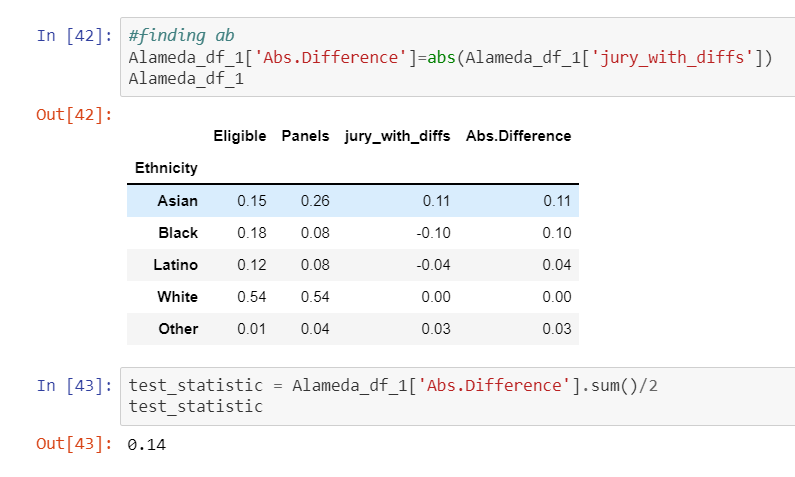 In [42]: #finding ab
Alameda_df_1['Abs.Difference']=abs(Alameda_df_1['jury_with_diffs'])
Alameda_df_1
Out[42]:
Eligible Panels jury_with_diffs Abs.Difference
Ethnicity
Asian 0.15 0.26 0.11 0.11
Black 0.18 0.08 -0.10 0.10
Latino 0.12 0.08 -0.04 0.04
White 0.54 0.54 0.00 0.00
Other 0.01 0.04 0.03 0.03
In [43]: test_statistic = Alameda_df_1['Abs.Difference'].sum()/2
test_statistic
Out[43]: 0.14